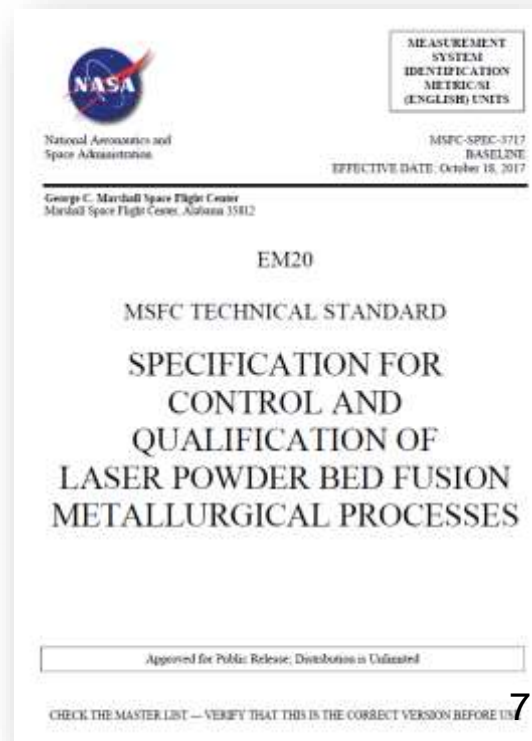 NASA
MEASUREMENT
SYSTEM
IDENTIFICATION
METRIC/SI
(ENGLISH) UNITS
National Aeronautics and
Space Administration
MSFC-SPEC-3717
BASELINE
EFFECTIVE DATE: October 18, 2017
George C. Marshall Space Flight Center
Marshall Space Flight Center, Alabama 35812
EM20
MSFC TECHNICAL STANDARD
SPECIFICATION FOR
CONTROL AND
QUALIFICATION OF
LASER POWDER BED FUSION
METALLURGICAL PROCESSES
Approved for Public Release; Distribution is Unlimited
CHECK THE MASTER LIST — VERIFY THAT THIS IS THE CORRECT VERSION BEFORE
7